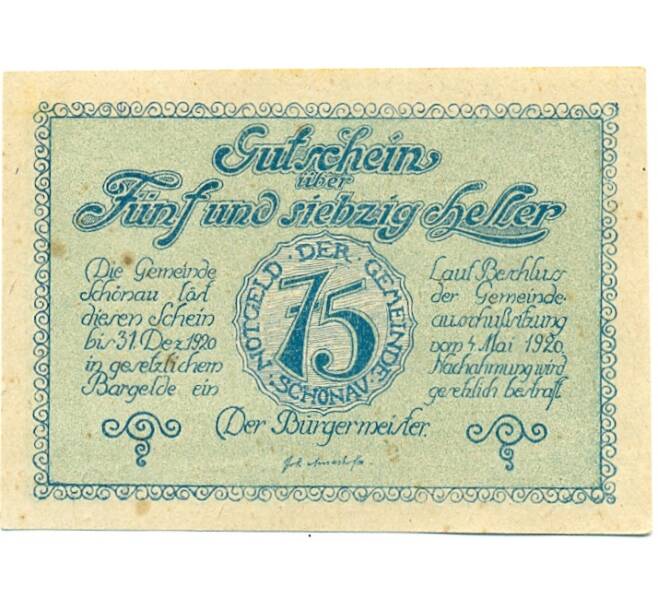 Gutschein
über
Fünf und siebzig Heller
Die Gemeinde
Schönau löst
diesen Schein
bis 31 Dez 1920
in gesetzlichem
Bargelde ein
NOTGELD · DER · GEMEINDE · SCHÖNAU ·
75
Laut Beschluss
der Gemeinde-
ausschußsitzung
vom 4. Mai 1920
Nachahmung wird
gesetzlich bestraft
Der Bürgermeister.